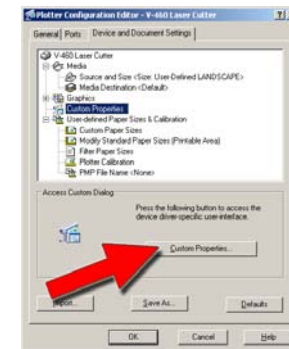 Plotter Configuration Editor - V-460 Laser Cutter
General Ports Device and Document Settings
V-460 Laser Cutter
Media
Source and Size <Size: User-Defined LANDSCAPE>
Media Destination <Default>
Graphics
Custom Properties
User-defined Paper Sizes & Calibration
Custom Paper Sizes
Modify Standard Paper Sizes (Printable Area)
Filter Paper Sizes
Plotter Calibration
PMP File Name <None>
Access Custom Dialog
Press the following button to access the
device driver-specific user-interface.
Custom Properties...
Import... Save As... Defaults
OK Cancel Help